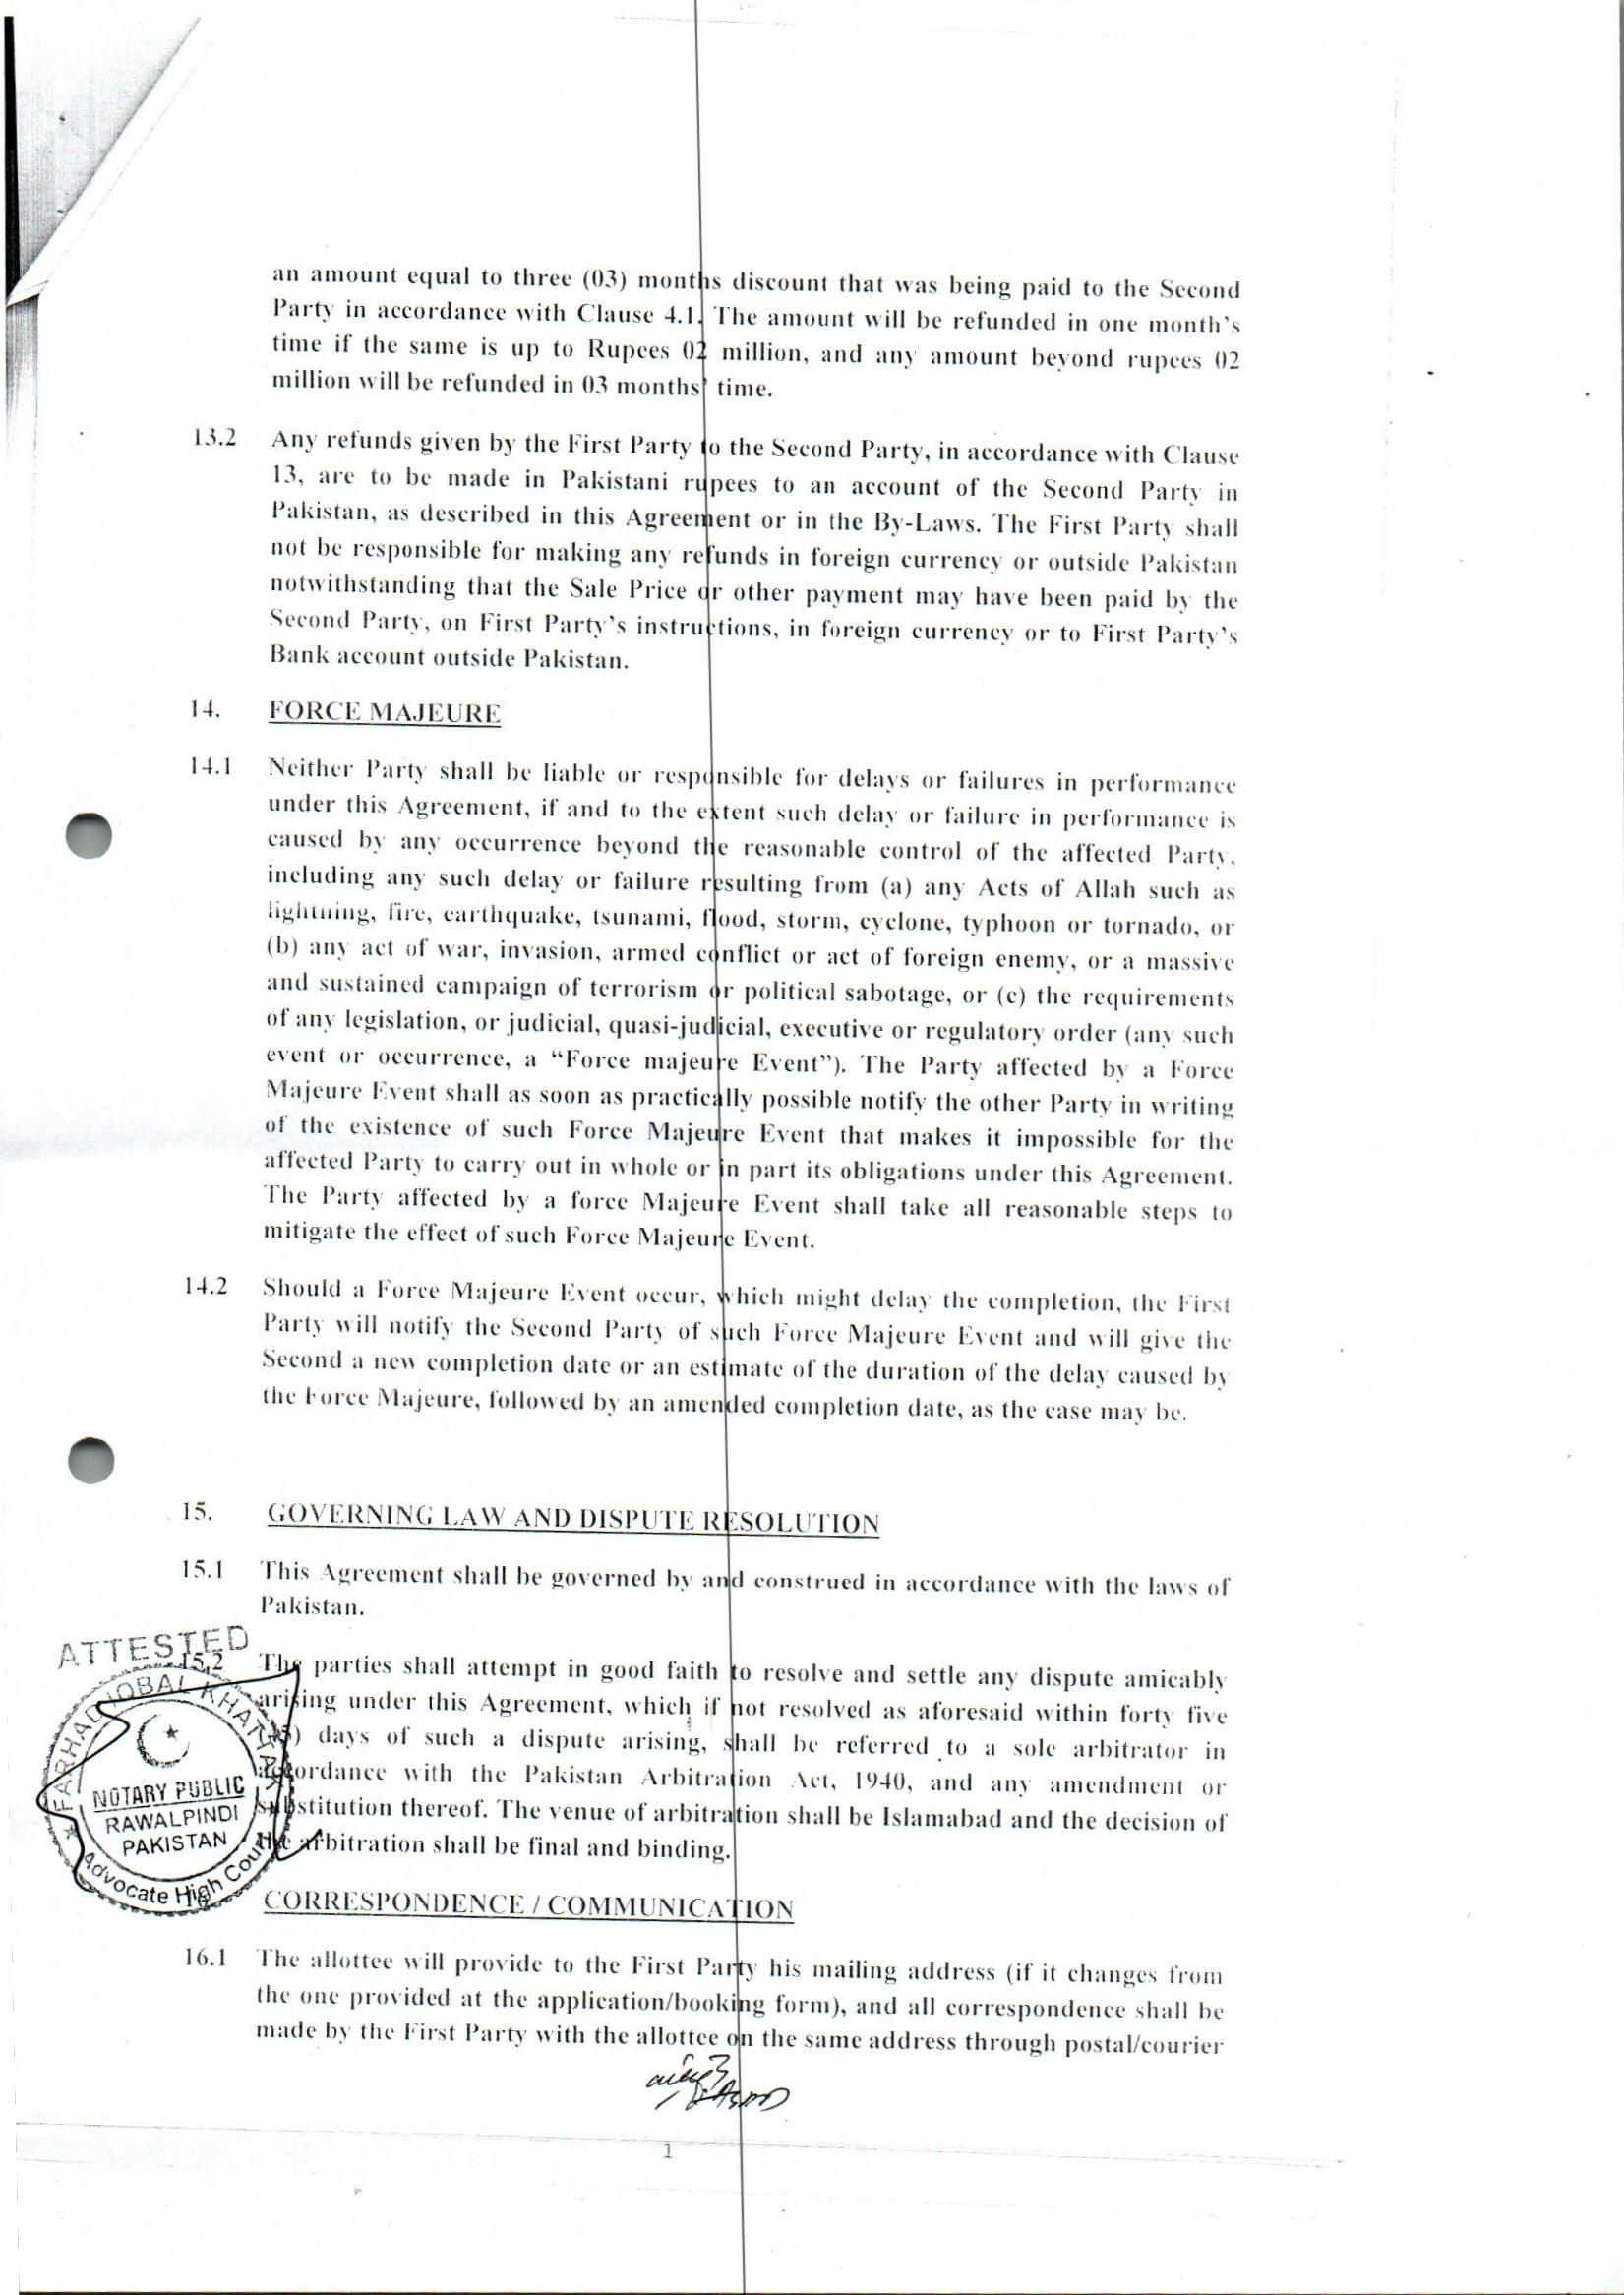 an amount equal to three (03) months discount that was being paid to the Second
Party in accordance with Clause 4.1. The amount will be refunded in one month's
time if the same is up to Rupees 02 million, and any amount beyond rupees 02
million will be refunded in 03 months' time.
13.2 Any refunds given by the First Party to the Second Party, in accordance with Clause
13, are to be made in Pakistani rupees to an account of the Second Party in
Pakistan, as described in this Agreement or in the By-Laws. The First Party shall
not be responsible for making any refunds in foreign currency or outside Pakistan
notwithstanding that the Sale Price or other payment may have been paid by the
Second Party, on First Party's instructions, in foreign currency or to First Party's
Bank account outside Pakistan.
14. FORCE MAJEURE
14.1 Neither Party shall be liable or responsible for delays or failures in performance
under this Agreement, if and to the extent such delay or failure in performance is
caused by any occurrence beyond the reasonable control of the affected Party,
including any such delay or failure resulting from (a) any Acts of Allah such as
lightning, fire, earthquake, tsunami, flood, storm, cyclone, typhoon or tornado, or
(b) any act of war, invasion, armed conflict or act of foreign enemy, or a massive
and sustained campaign of terrorism or political sabotage, or (c) the requirements
of any legislation, or judicial, quasi-judicial, executive or regulatory order (any such
event or occurrence, a “Force majeure Event”). The Party affected by a Force
Majeure Event shall as soon as practically possible notify the other Party in writing
of the existence of such Force Majeure Event that makes it impossible for the
affected Party to carry out in whole or in part its obligations under this Agreement.
The Party affected by a force Majeure Event shall take all reasonable steps to
mitigate the effect of such Force Majeure Event.
14.2 Should a Force Majeure Event occur, which might delay the completion, the First
Party will notify the Second Party of such Force Majeure Event and will give the
Second a new completion date or an estimate of the duration of the delay caused by
the Force Majeure, followed by an amended completion date, as the case may be.
15. GOVERNING LAW AND DISPUTE RESOLUTION
15.1 This Agreement shall be governed by and construed in accordance with the laws of
Pakistan.
ATTESTED
15.2 The parties shall attempt in good faith to resolve and settle any dispute amicably
arising under this Agreement, which if not resolved as aforesaid within forty five
days of such a dispute arising, shall be referred to a sole arbitrator in
accordance with the Pakistan Arbitration Act, 1940, and any amendment or
substitution thereof. The venue of arbitration shall be Islamabad and the decision of
the arbitration shall be final and binding.
FARHAD IQBAL KHATTAK
NOTARY PUBLIC
RAWALPINDI
PAKISTAN
Advocate High Court
16 CORRESPONDENCE / COMMUNICATION
16.1 The allottee will provide to the First Party his mailing address (if it changes from
the one provided at the application/booking form), and all correspondence shall be
made by the First Party with the allottee on the same address through postal/courier
1